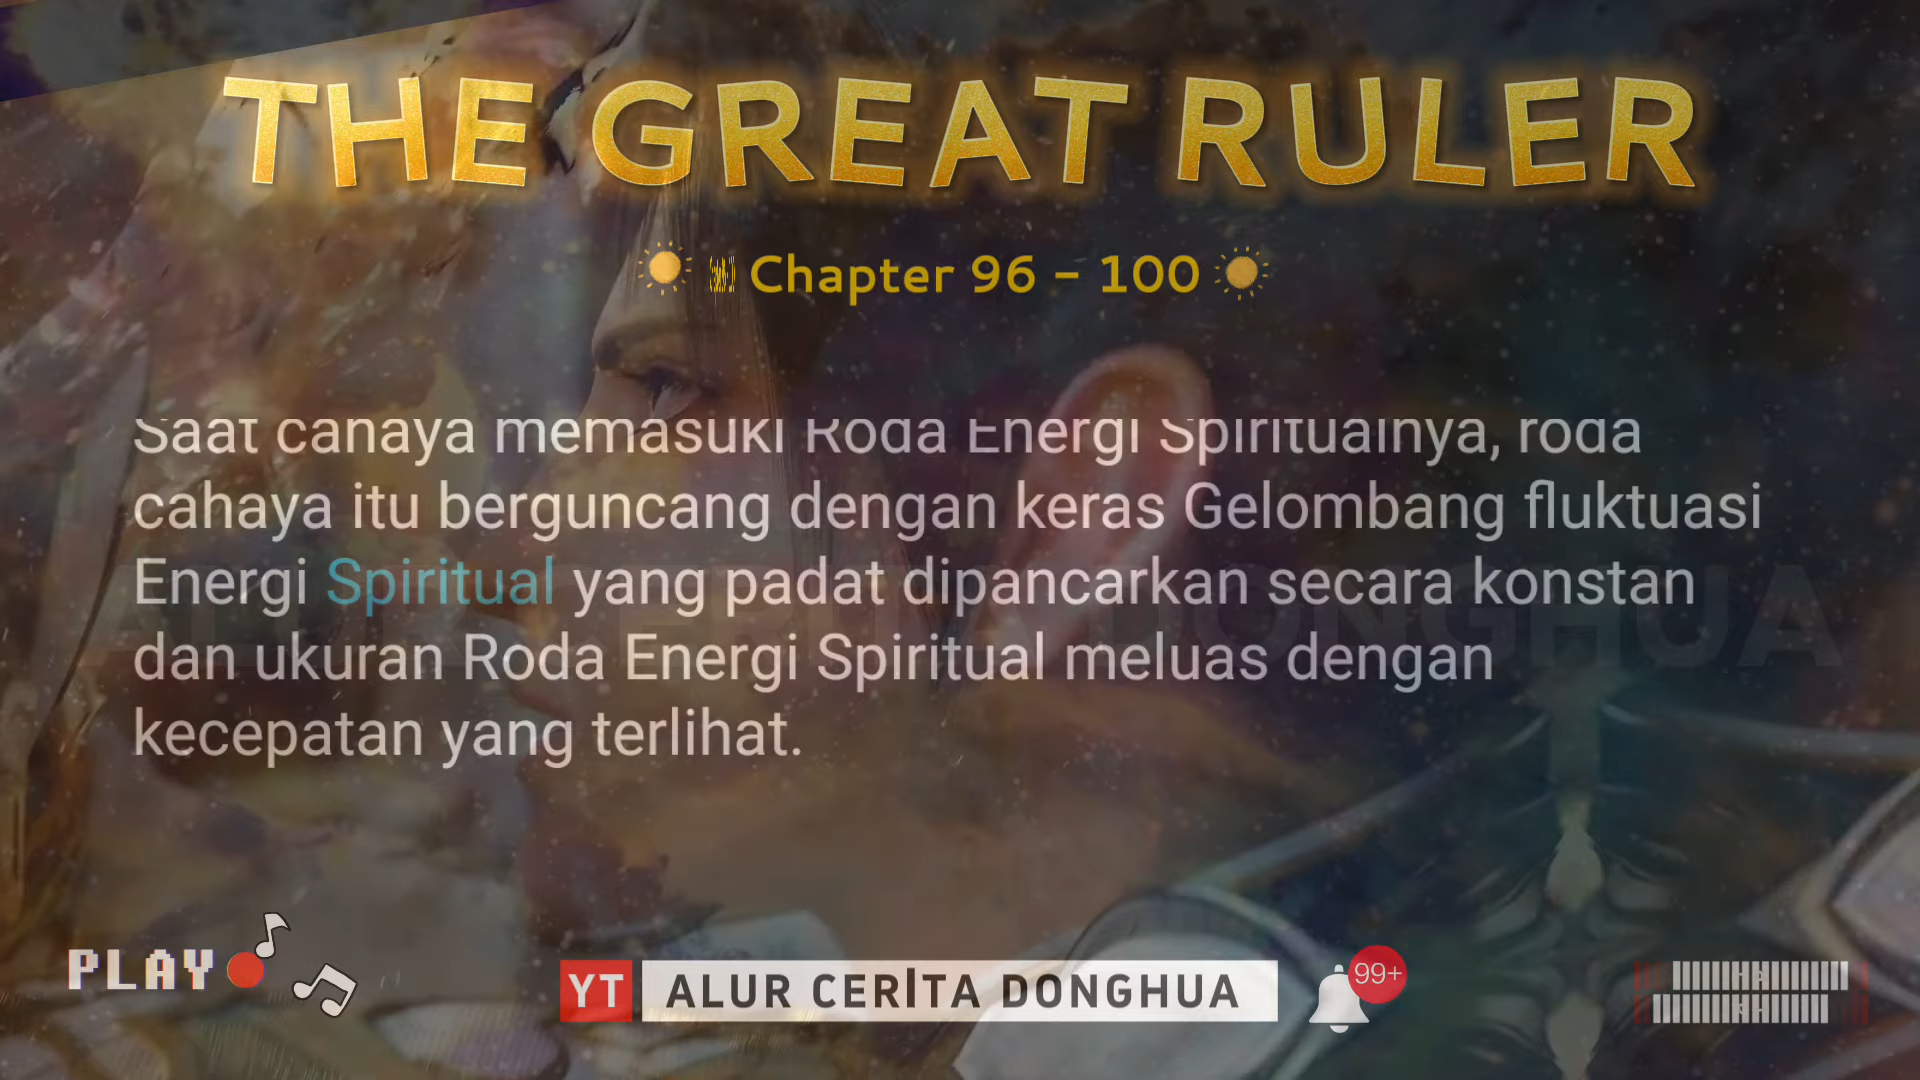 THE GREAT RULER
Chapter 96 - 100
Saat cahaya memasuki Roda Energi Spiritualnya, roda
cahaya itu berguncang dengan keras Gelombang fluktuasi
Energi Spiritual yang padat dipancarkan secara konstan
dan ukuran Roda Energi Spiritual meluas dengan
kecepatan yang terlihat.
PLAY
YT ALUR CERITA DONGHUA
99+